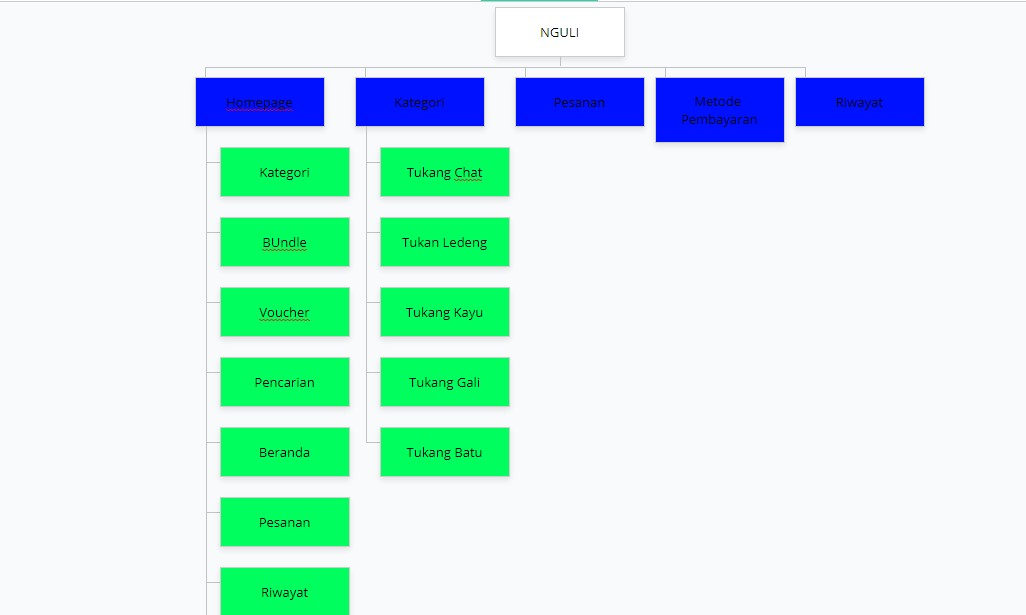 NGULI
Homepage
Kategori
Pesanan
Metode
Pembayaran
Riwayat
Kategori
BUndle
Voucher
Pencarian
Beranda
Pesanan
Riwayat
Tukang Chat
Tukan Ledeng
Tukang Kayu
Tukang Gali
Tukang Batu